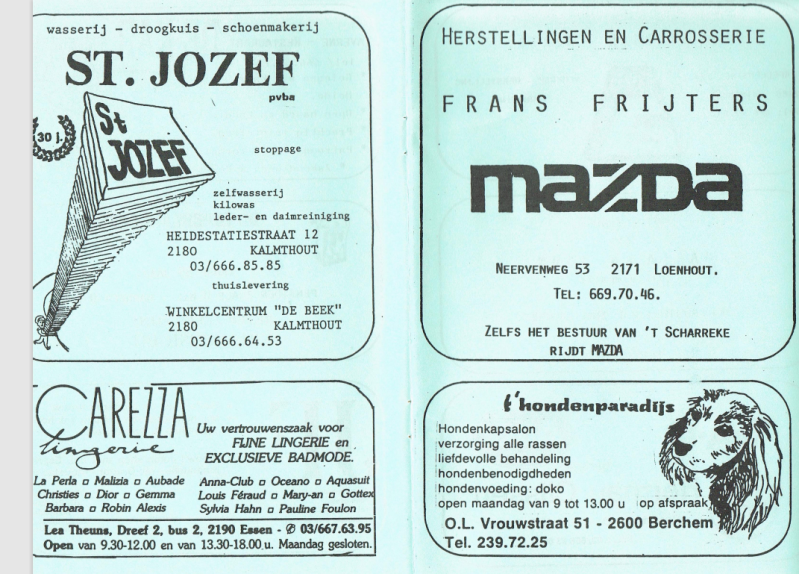 wasserij - droogkuis - schoenmakerij
ST. JOZEF
pvba
30 j.
St
JOZEF
stoppage
zelfwasserij
kilowas
leder- en daimreiniging
HEIDESTATIESTRAAT 12
2180 KALMTHOUT
03/666.85.85
thuislevering
WINKELCENTRUM "DE BEEK"
2180 KALMTHOUT
03/666.64.53
CAREZZA
lingerie
Uw vertrouwenszaak voor
FIJNE LINGERIE en
EXCLUSIEVE BADMODE.
La Perla ¤ Malizia ¤ Aubade Anna-Club ¤ Oceano ¤ Aquasuit
Christies ¤ Dior ¤ Gemma Louis Féraud ¤ Mary-an ¤ Gottex
Barbara ¤ Robin Alexis Sylvia Hahn ¤ Pauline Foulon
Lea Theuns, Dreef 2, bus 2, 2190 Essen - ✆ 03/667.63.95
Open van 9.30-12.00 en van 13.30-18.00 u. Maandag gesloten.
HERSTELLINGEN EN CARROSSERIE
FRANS FRIJTERS
mazda
NEERVENWEG 53 2171 LOENHOUT.
TEL: 669.70.46.
ZELFS HET BESTUUR VAN 'T SCHARREKE
RIJDT MAZDA
t'hondenparadijs
Hondenkapsalon
verzorging alle rassen
liefdevolle behandeling
hondenbenodigdheden
hondenvoeding: doko
open maandag van 9 tot 13.00 u op afspraak
O.L. Vrouwstraat 51 - 2600 Berchem
Tel. 239.72.25